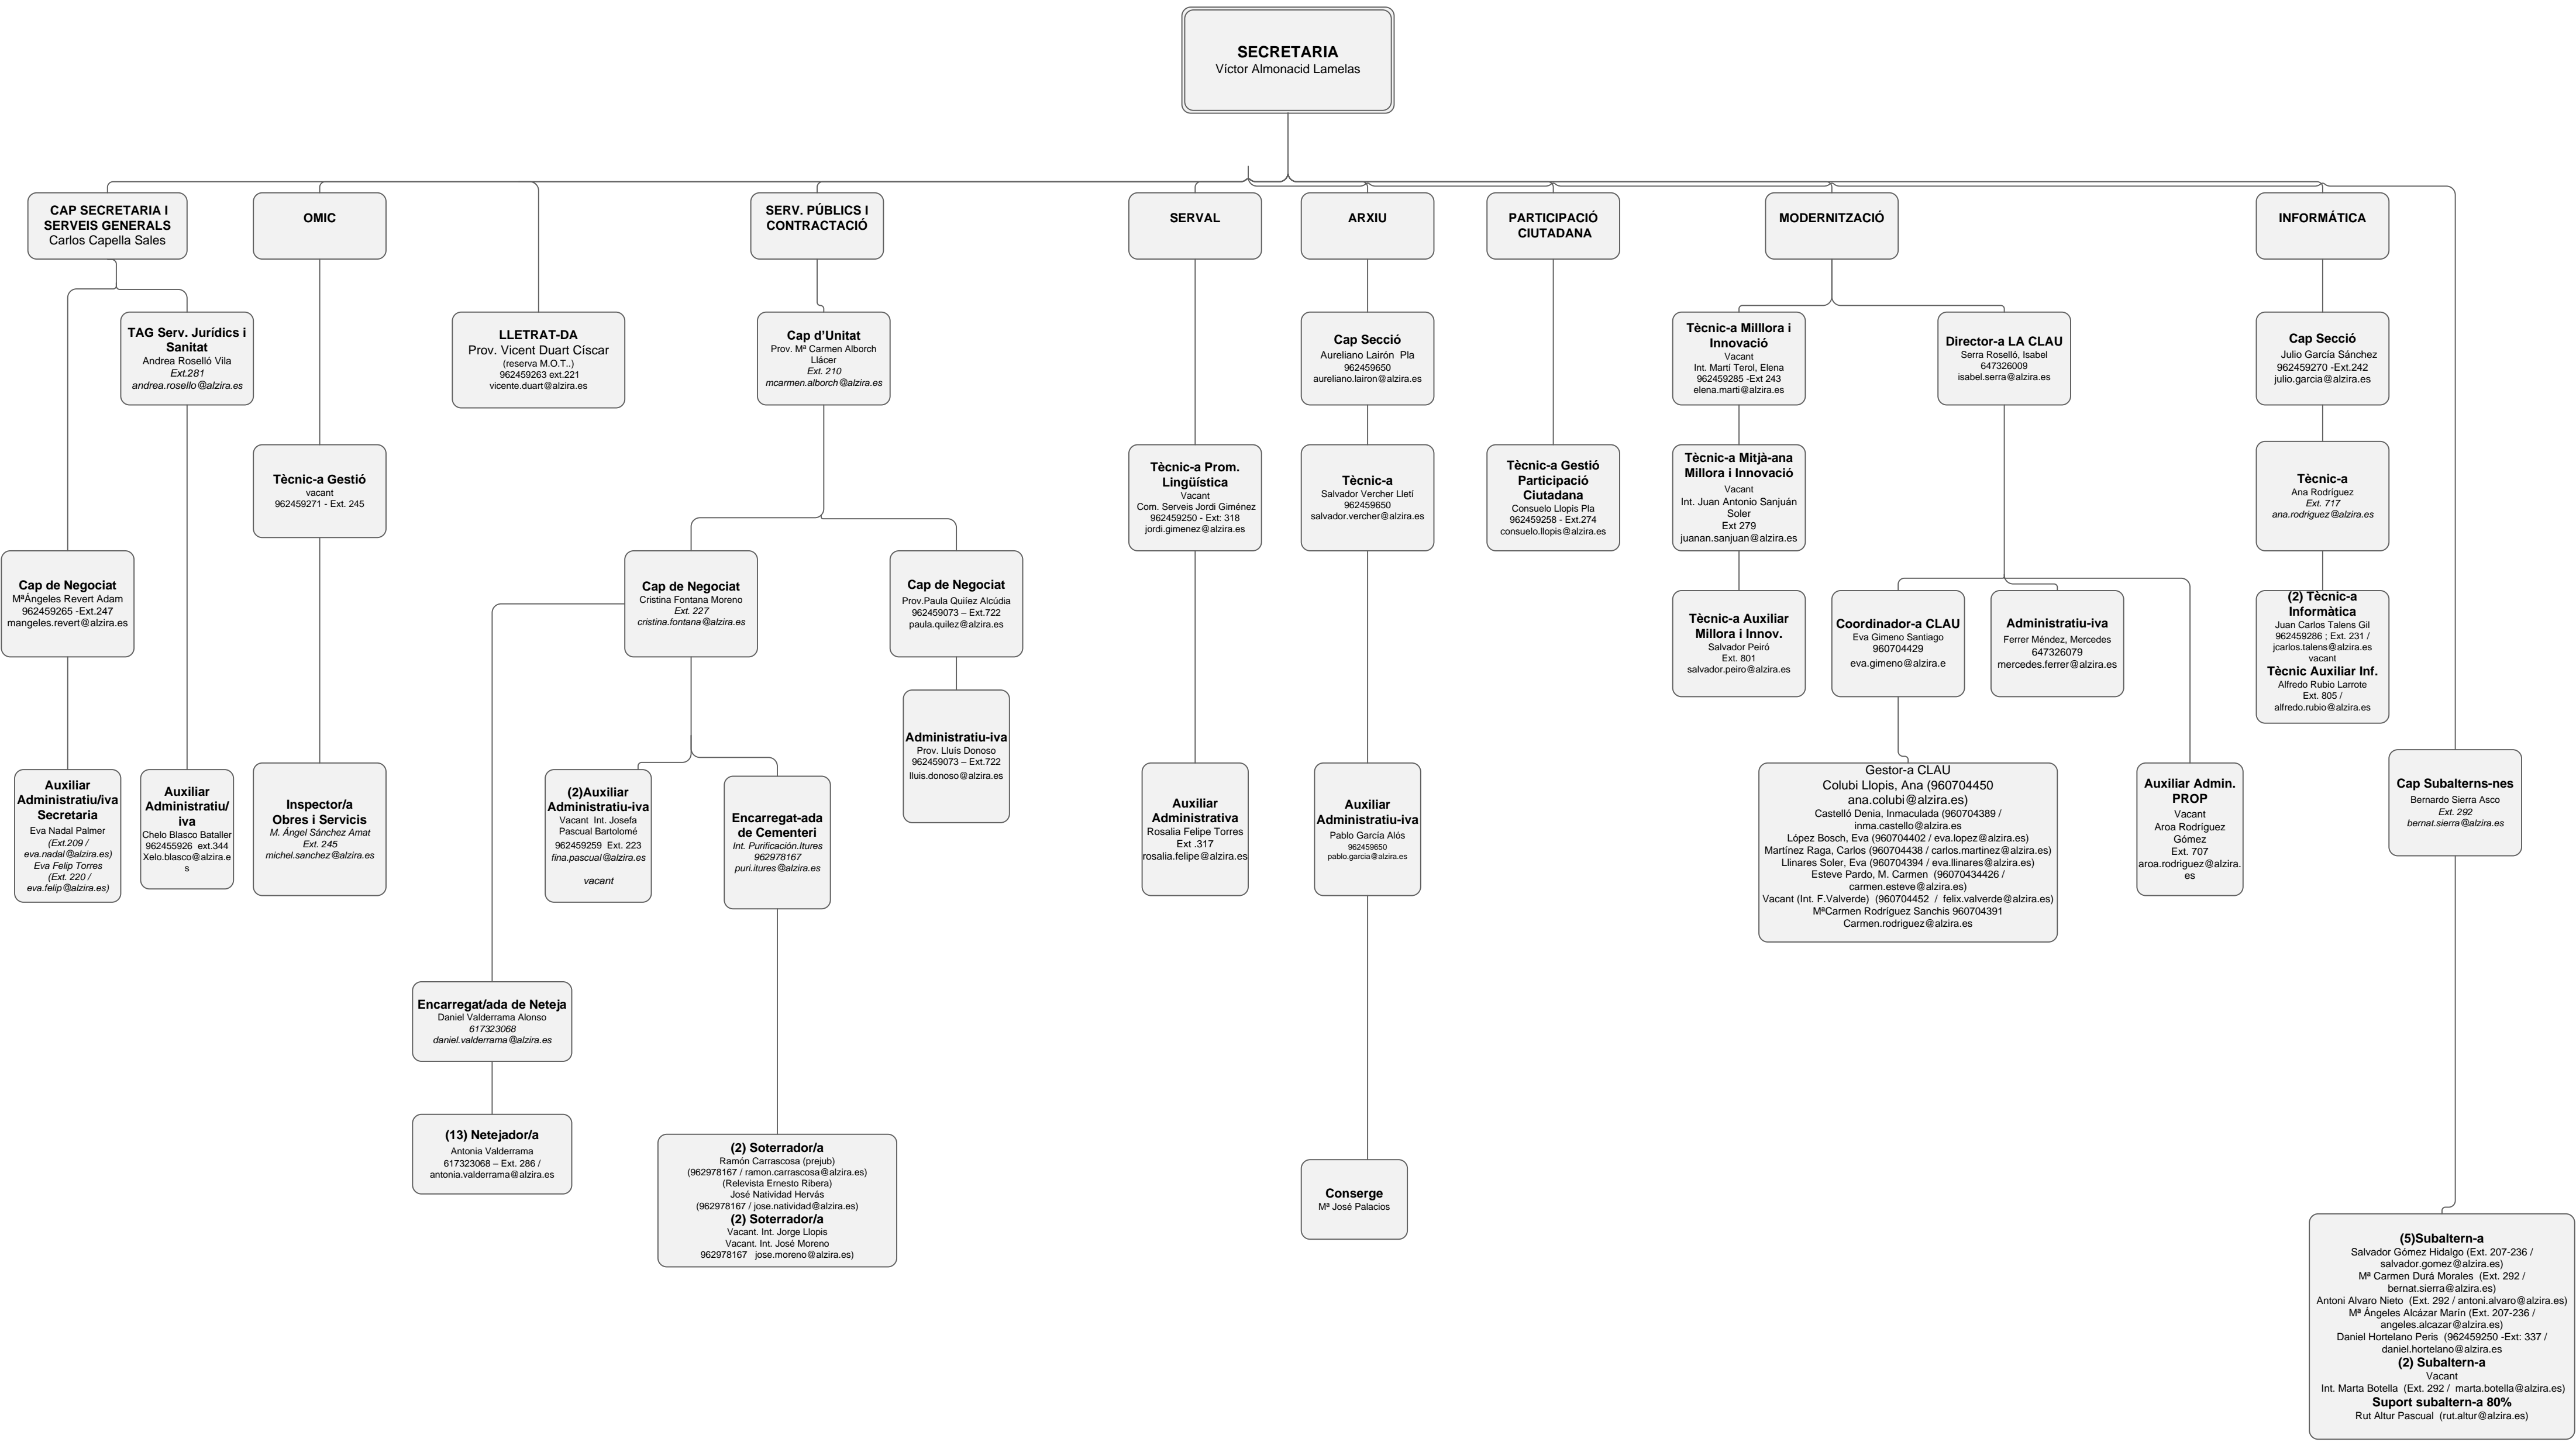 SECRETARIA
Víctor Almonacid Lamelas
CAP SECRETARIA I
SERVEIS GENERALS
Carlos Capella Sales
OMIC
SERV. PÚBLICS I
CONTRACTACIÓ
SERVAL
ARXIU
PARTICIPACIÓ
CIUTADANA
MODERNITZACIÓ
INFORMÁTICA
TAG Serv. Jurídics i
Sanitat
Andrea Roselló Vila
Ext.281
andrea.rosello@alzira.es
LLETRAT-DA
Prov. Vicent Duart Císcar
(reserva M.O.T..)
962459263 ext.221
vicente.duart@alzira.es
Cap d’Unitat
Prov. Mª Carmen Alborch
Llácer
Ext. 210
mcarmen.alborch@alzira.es
Cap Secció
Aureliano Lairón Pla
962459650
aureliano.lairon@alzira.es
Tècnic-a Milllora i
Innovació
Vacant
Int. Martí Terol, Elena
962459285 -Ext 243
elena.marti@alzira.es
Director-a LA CLAU
Serra Roselló, Isabel
647326009
isabel.serra@alzira.es
Cap Secció
Julio García Sánchez
962459270 -Ext.242
julio.garcia@alzira.es
Tècnic-a Gestió
vacant
962459271 - Ext. 245
Tècnic-a Prom.
Lingüística
Vacant
Com. Serveis Jordi Giménez
962459250 - Ext: 318
jordi.gimenez@alzira.es
Tècnic-a
Salvador Vercher Lletí
962459650
salvador.vercher@alzira.es
Tècnic-a Gestió
Participació
Ciutadana
Consuelo Llopis Pla
962459258 - Ext.274
consuelo.llopis@alzira.es
Tècnic-a Mitjà-ana
Millora i Innovació
Vacant
Int. Juan Antonio Sanjuán
Soler
Ext 279
juanan.sanjuan@alzira.es
Tècnic-a
Ana Rodríguez
Ext. 717
ana.rodriguez@alzira.es
Cap de Negociat
MªÁngeles Revert Adam
962459265 -Ext.247
mangeles.revert@alzira.es
Cap de Negociat
Cristina Fontana Moreno
Ext. 227
cristina.fontana@alzira.es
Cap de Negociat
Prov.Paula Quiíez Alcúdia
962459073 – Ext.722
paula.quilez@alzira.es
Tècnic-a Auxiliar
Millora i Innov.
Salvador Peiró
Ext. 801
salvador.peiro@alzira.es
Coordinador-a CLAU
Eva Gimeno Santiago
960704429
eva.gimeno@alzira.e
Administratiu-iva
Ferrer Méndez, Mercedes
647326079
mercedes.ferrer@alzira.es
(2) Tècnic-a
Informàtica
Juan Carlos Talens Gil
962459286 ; Ext. 231 /
jcarlos.talens@alzira.es
vacant
Tècnic Auxiliar Inf.
Alfredo Rubio Larrote
Ext. 805 /
alfredo.rubio@alzira.es
Administratiu-iva
Prov. Lluís Donoso
962459073 – Ext.722
lluis.donoso@alzira.es
Auxiliar
Administratiu/iva
Secretaria
Eva Nadal Palmer
(Ext.209 /
eva.nadal@alzira.es)
Eva Felip Torres
(Ext. 220 /
eva.felip@alzira.es)
Auxiliar
Administratiu/
iva
Chelo Blasco Bataller
962455926 ext.344
Xelo.blasco@alzira.e
s
Inspector/a
Obres i Servicis
M. Ángel Sánchez Amat
Ext. 245
michel.sanchez@alzira.es
(2)Auxiliar
Administratiu-iva
Vacant Int. Josefa
Pascual Bartolomé
962459259 Ext. 223
fina.pascual@alzira.es
vacant
Encarregat-ada
de Cementeri
Int. Purificación.Itures
962978167
puri.itures@alzira.es
Auxiliar
Administrativa
Rosalia Felipe Torres
Ext .317
rosalia.felipe@alzira.es
Auxiliar
Administratiu-iva
Pablo García Alós
962459650
pablo.garcia@alzira.es
Gestor-a CLAU
Colubi Llopis, Ana (960704450
ana.colubi@alzira.es)
Castelló Denia, Inmaculada (960704389 /
inma.castello@alzira.es
López Bosch, Eva (960704402 / eva.lopez@alzira.es)
Martínez Raga, Carlos (960704438 / carlos.martinez@alzira.es)
Llinares Soler, Eva (960704394 / eva.llinares@alzira.es)
Esteve Pardo, M. Carmen (96070434426 /
carmen.esteve@alzira.es)
Vacant (Int. F.Valverde) (960704452 / felix.valverde@alzira.es)
MªCarmen Rodríguez Sanchis 960704391
Carmen.rodriguez@alzira.es
Auxiliar Admin.
PROP
Vacant
Aroa Rodríguez
Gómez
Ext. 707
aroa.rodriguez@alzira.
es
Cap Subalterns-nes
Bernardo Sierra Asco
Ext. 292
bernat.sierra@alzira.es
Encarregat/ada de Neteja
Daniel Valderrama Alonso
617323068
daniel.valderrama@alzira.es
(13) Netejador/a
Antonia Valderrama
617323068 – Ext. 286 /
antonia.valderrama@alzira.es
(2) Soterrador/a
Ramón Carrascosa (prejub)
(962978167 / ramon.carrascosa@alzira.es)
(Relevista Ernesto Ribera)
José Natividad Hervás
(962978167 / jose.natividad@alzira.es)
(2) Soterrador/a
Vacant. Int. Jorge Llopis
Vacant. Int. José Moreno
962978167 jose.moreno@alzira.es)
Conserge
Mª José Palacios
(5)Subaltern-a
Salvador Gómez Hidalgo (Ext. 207-236 /
salvador.gomez@alzira.es)
Mª Carmen Durá Morales (Ext. 292 /
bernat.sierra@alzira.es)
Antoni Alvaro Nieto (Ext. 292 / antoni.alvaro@alzira.es)
Mª Ángeles Alcázar Marín (Ext. 207-236 /
angeles.alcazar@alzira.es)
Daniel Hortelano Peris (962459250 -Ext: 337 /
daniel.hortelano@alzira.es
(2) Subaltern-a
Vacant
Int. Marta Botella (Ext. 292 / marta.botella@alzira.es)
Suport subaltern-a 80%
Rut Altur Pascual (rut.altur@alzira.es)